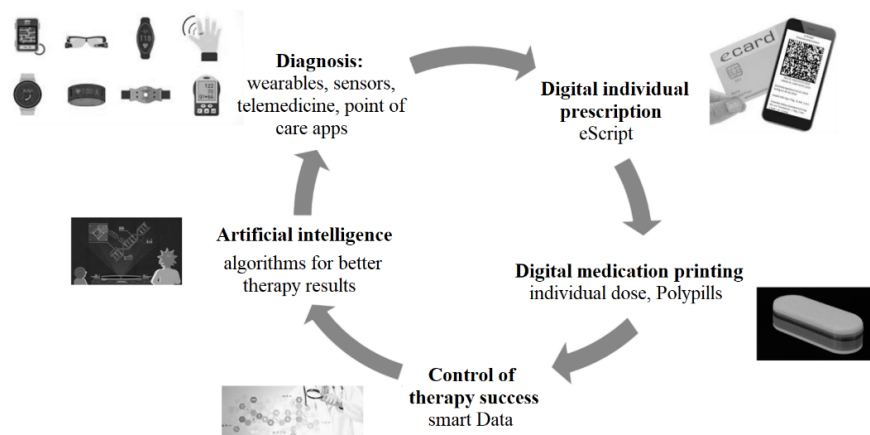 Diagnosis:
wearables, sensors,
telemedicine, point of
care apps
Digital individual
prescription
eScript
ecard
Artificial intelligence
algorithms for better
therapy results
Digital medication printing
individual dose, Polypills
Control of
therapy success
smart Data